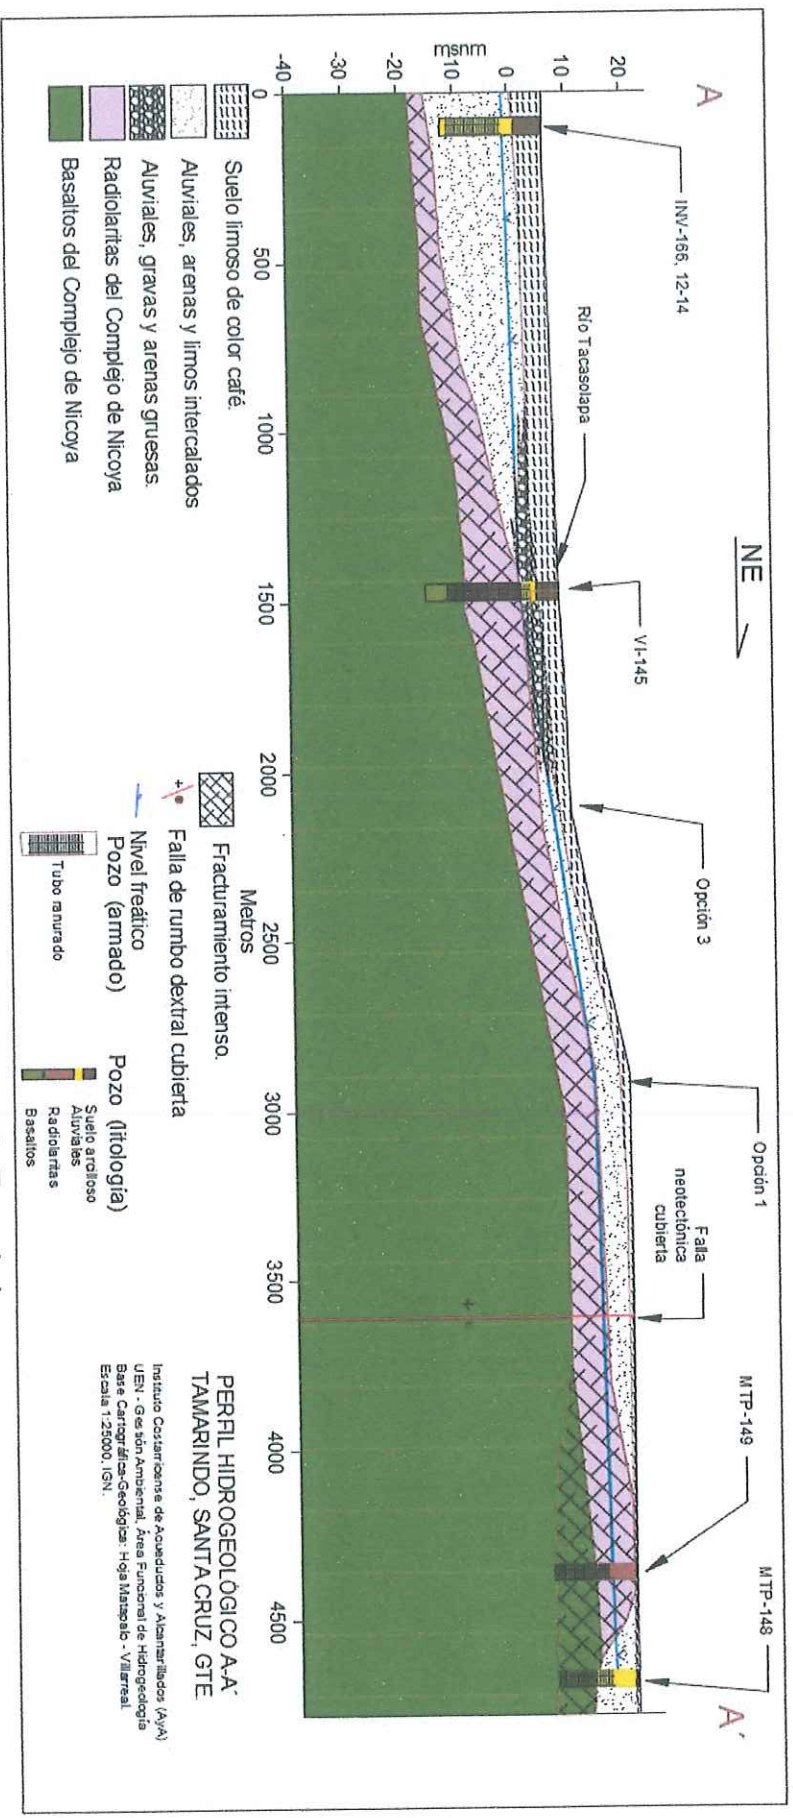 A
NE
A´
INV-166, 12-14
Río Tacasolapa
VI-145
Opción 3
Opción 1
Falla
neotectónica
cubierta
MTP-149
MTP-148
msnm
20
10
0
-10
-20
-30
-40
0
500
1000
1500
2000
2500
3000
3500
4000
4500
Metros
Suelo limoso de color café.
Aluviales, arenas y limos intercalados
Aluviales, gravas y arenas gruesas.
Radiolaritas del Complejo de Nicoya
Basaltos del Complejo de Nicoya
Fracturamiento intenso.
Falla de rumbo dextral cubierta
Nivel freático
Pozo (armado)
Tubo ranurado
Pozo (litología)
Suelo arcilloso
Aluviales
Radiolaritas
Basaltos
PERFIL HIDROGEOLÓGICO A-A´
TAMARINDO, SANTA CRUZ, GTE
Instituto Costarricense de Acueductos y Alcantarillados (AyA)
UEN - Gestión Ambiental, Área Funcional de Hidrogeología
Base Cartográfica-Geológica: Hoja Matapalo - Villarreal.
Escala 1:25000, IGN.